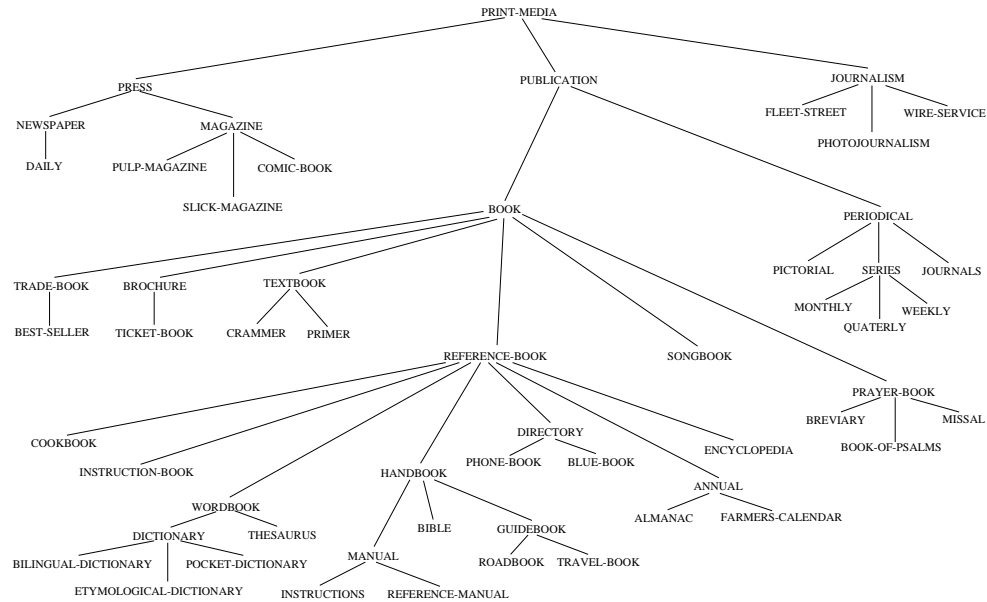 PRINT-MEDIA
PRESS
PUBLICATION
JOURNALISM
NEWSPAPER
MAGAZINE
FLEET-STREET
WIRE-SERVICE
PHOTOJOURNALISM
DAILY
PULP-MAGAZINE
COMIC-BOOK
SLICK-MAGAZINE
BOOK
PERIODICAL
PICTORIAL
SERIES
JOURNALS
TRADE-BOOK
BROCHURE
TEXTBOOK
MONTHLY
WEEKLY
QUATERLY
BEST-SELLER
TICKET-BOOK
CRAMMER
PRIMER
REFERENCE-BOOK
SONGBOOK
PRAYER-BOOK
BREVIARY
MISSAL
BOOK-OF-PSALMS
COOKBOOK
INSTRUCTION-BOOK
DIRECTORY
ENCYCLOPEDIA
PHONE-BOOK
BLUE-BOOK
HANDBOOK
ANNUAL
WORDBOOK
ALMANAC
FARMERS-CALENDAR
DICTIONARY
THESAURUS
BIBLE
GUIDEBOOK
BILINGUAL-DICTIONARY
POCKET-DICTIONARY
MANUAL
ROADBOOK
TRAVEL-BOOK
ETYMOLOGICAL-DICTIONARY
INSTRUCTIONS
REFERENCE-MANUAL